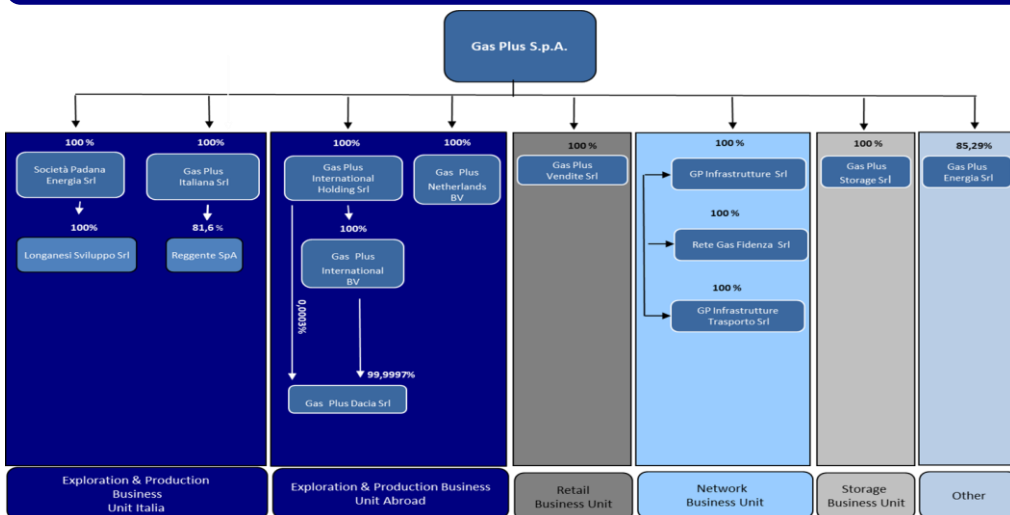 Gas Plus S.p.A.
100 %
Società Padana
Energia Srl
100%
Longanesi Sviluppo Srl
100%
Gas Plus
Italiana Srl
81,6 %
Reggente SpA
100%
Gas Plus
International
Holding Srl
100%
Gas Plus
International
BV
0,0003%
99,9997%
Gas Plus Dacia Srl
100%
Gas Plus
Netherlands
BV
100 %
Gas Plus
Vendite Srl
100 %
GP Infrastrutture Srl
100 %
Rete Gas Fidenza Srl
100 %
GP Infrastrutture
Trasporto Srl
100 %
Gas Plus
Storage Srl
85,29%
Gas Plus
Energia Srl
Exploration & Production
Business
Unit Italia
Exploration & Production Business
Unit Abroad
Retail
Business Unit
Network
Business Unit
Storage
Business Unit
Other